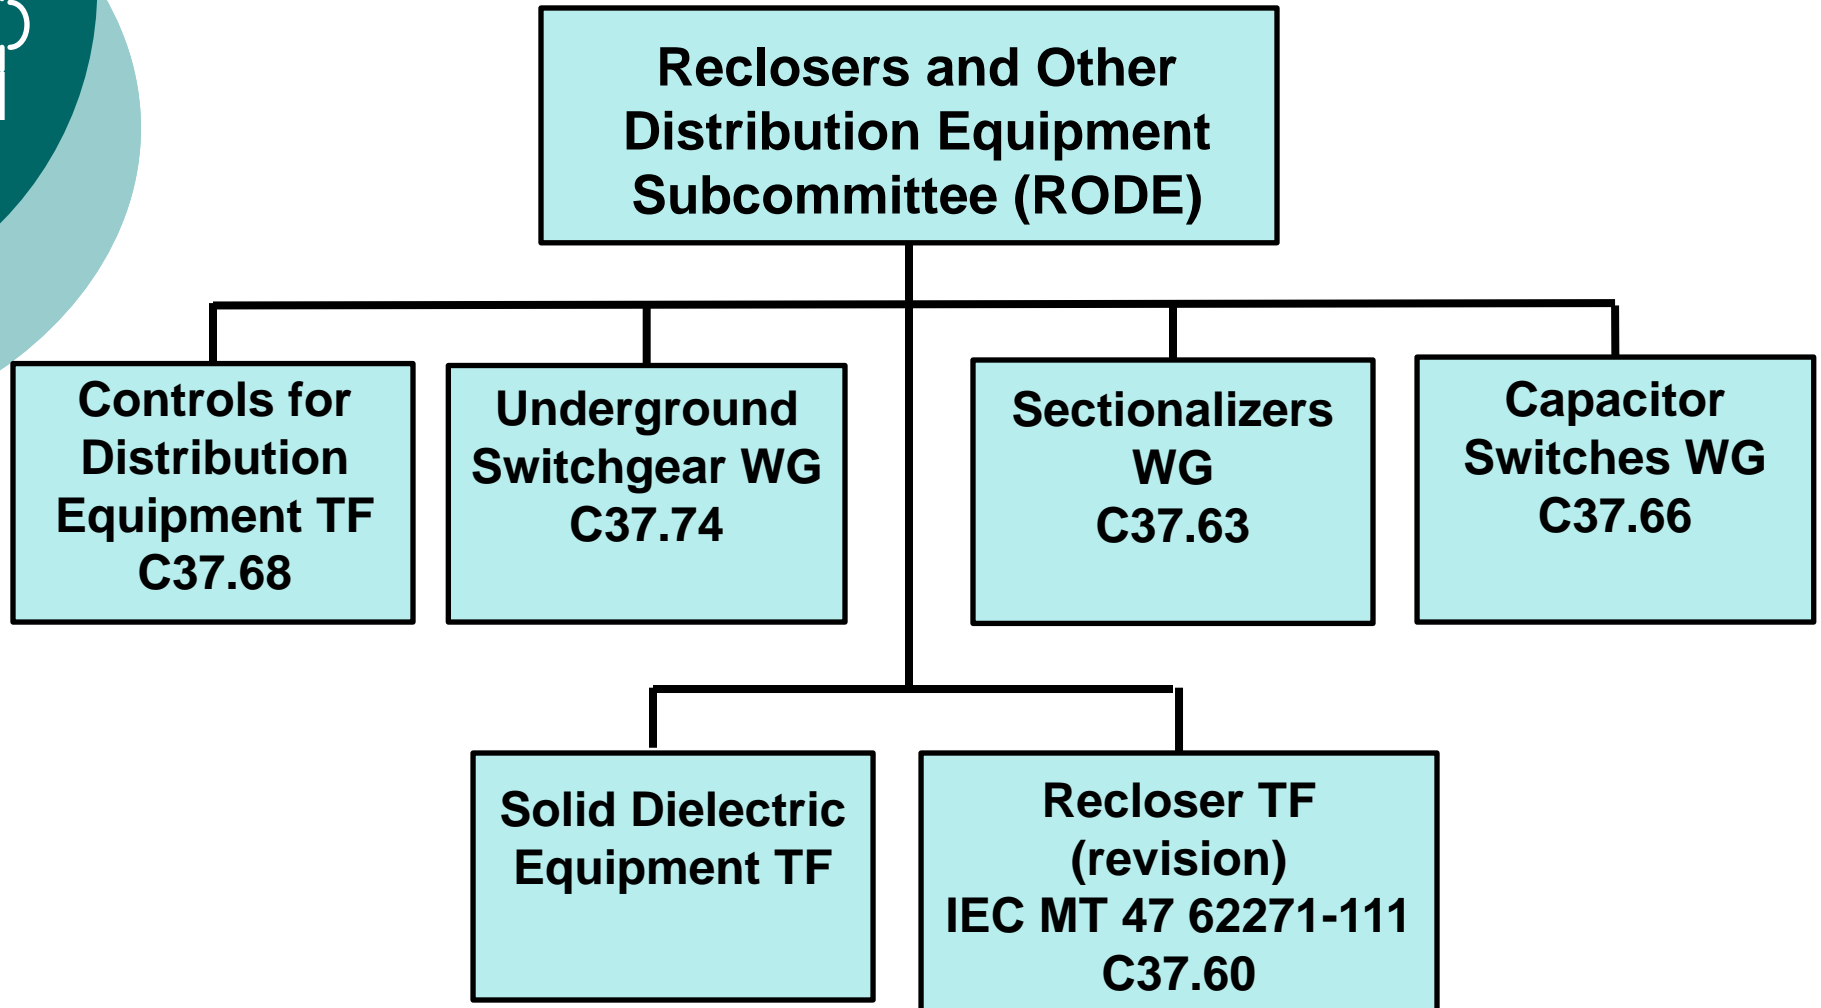 Reclosers and Other
Distribution Equipment
Subcommittee (RODE)
Controls for
Distribution
Equipment TF
C37.68
Underground
Switchgear WG
C37.74
Sectionalizers
WG
C37.63
Capacitor
Switches WG
C37.66
Solid Dielectric
Equipment TF
Recloser TF
(revision)
IEC MT 47 62271-111
C37.60